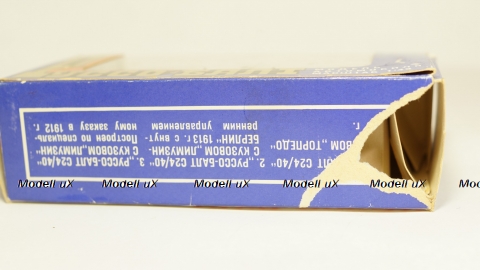 С24/40"
„ТОРПЕДО"
г.
2. „РУССО-БАЛТ С24/40"
С КУЗОВОМ „ЛИМУЗИН-
БЕРЛИН" 1913 г. с внут-
ренним управлением
3. „РУССО-БАЛТ С24/40"
С КУЗОВОМ „ЛИМУЗИН"
Построен по специаль-
ному заказу в 1912 г.
Modell uX Modell uX Modell uX Modell uX Modell uX